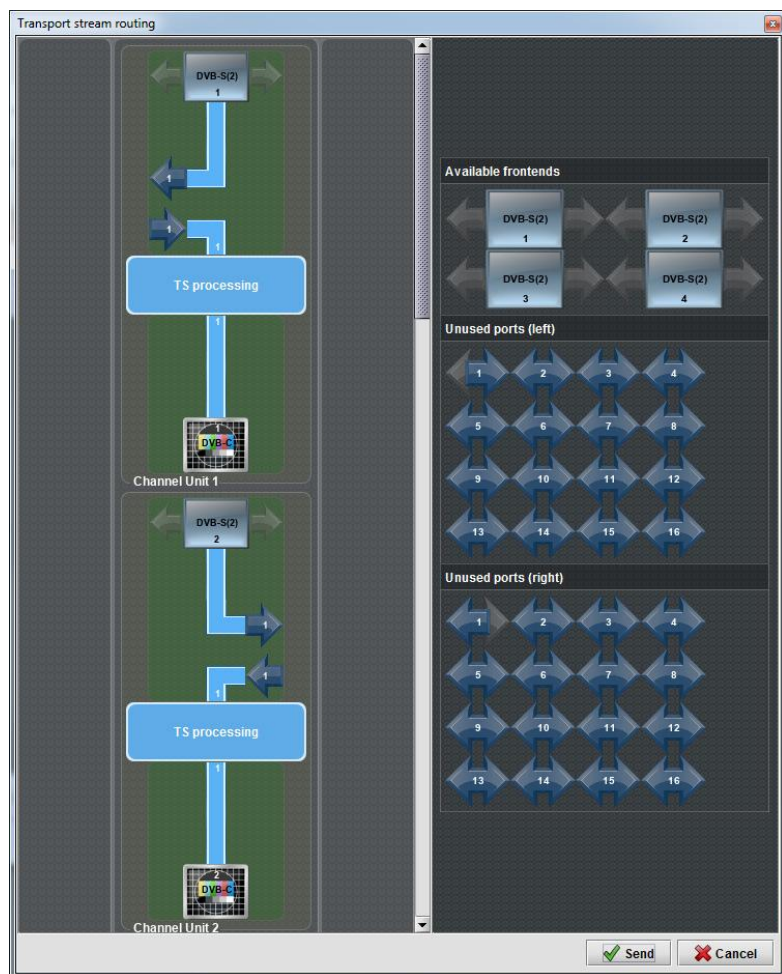 Transport stream routing
DVB-S(2)
1
1
1
1
TS processing
1
1
DVB-C
Channel Unit 1
DVB-S(2)
2
1
1
1
TS processing
1
2
DVB-C
Channel Unit 2
Available frontends
DVB-S(2) DVB-S(2)
1 2
DVB-S(2) DVB-S(2)
3 4
Unused ports (left)
1 2 3 4
5 6 7 8
9 10 11 12
13 14 15 16
Unused ports (right)
1 2 3 4
5 6 7 8
9 10 11 12
13 14 15 16
Send Cancel